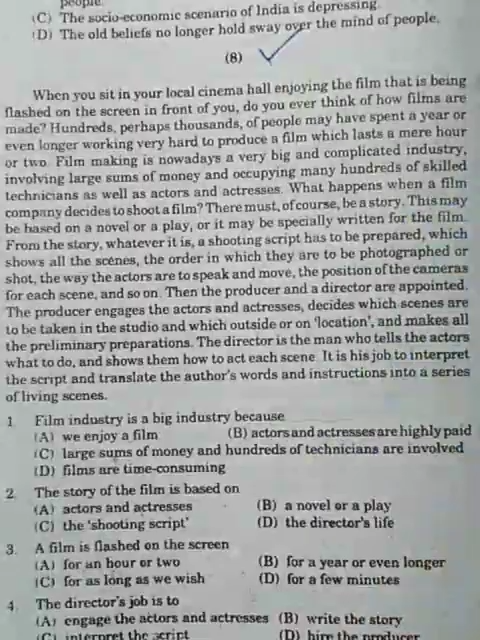 people.
(C) The socio-economic scenario of India is depressing.
(D) The old beliefs no longer hold sway over the mind of people.
(8)
When you sit in your local cinema hall enjoying the film that is being
flashed on the screen in front of you, do you ever think of how films are
made? Hundreds, perhaps thousands, of people may have spent a year or
even longer working very hard to produce a film which lasts a mere hour
or two. Film making is nowadays a very big and complicated industry,
involving large sums of money and occupying many hundreds of skilled
technicians as well as actors and actresses. What happens when a film
company decides to shoot a film? There must, of course, be a story. This may
be based on a novel or a play, or it may be specially written for the film.
From the story, whatever it is, a shooting script has to be prepared, which
shows all the scenes, the order in which they are to be photographed or
shot, the way the actors are to speak and move, the position of the cameras
for each scene, and so on. Then the producer and a director are appointed.
The producer engages the actors and actresses, decides which scenes are
to be taken in the studio and which outside or on 'location', and makes all
the preliminary preparations. The director is the man who tells the actors
what to do, and shows them how to act each scene. It is his job to interpret
the script and translate the author's words and instructions into a series
of living scenes.
1. Film industry is a big industry because
(A) we enjoy a film (B) actors and actresses are highly paid
(C) large sums of money and hundreds of technicians are involved
(D) films are time-consuming
2. The story of the film is based on
(A) actors and actresses (B) a novel or a play
(C) the 'shooting script' (D) the director's life
3. A film is flashed on the screen
(A) for an hour or two (B) for a year or even longer
(C) for as long as we wish (D) for a few minutes
4. The director's job is to
(A) engage the actors and actresses (B) write the story
(C) interpret the script (D) hire the producer